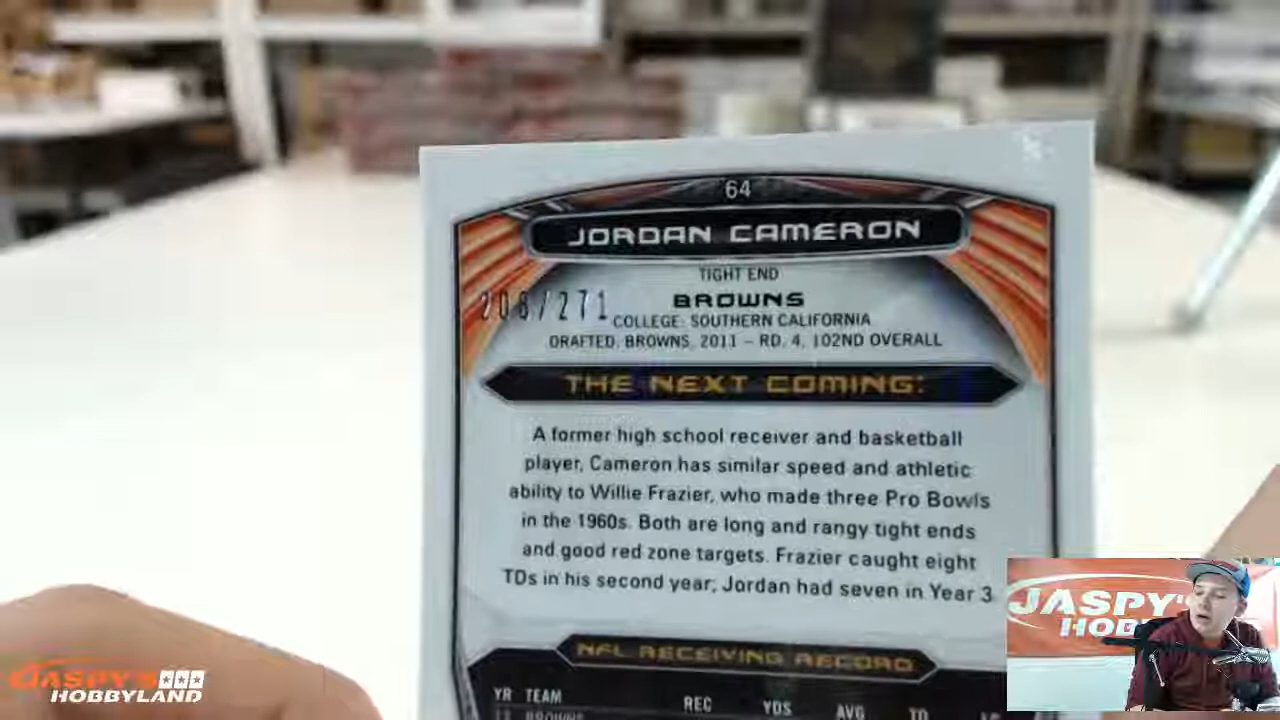 64
JORDAN CAMERON
TIGHT END
BROWNS
208/271
COLLEGE: SOUTHERN CALIFORNIA
DRAFTED: BROWNS, 2011 – RD. 4, 102ND OVERALL
THE NEXT COMING:
A former high school receiver and basketball
player, Cameron has similar speed and athletic
ability to Willie Frazier, who made three Pro Bowls
in the 1960s. Both are long and rangy tight ends
and good red zone targets. Frazier caught eight
TDs in his second year; Jordan had seven in Year 3.
NFL RECEIVING RECORD
YR TEAM REC YDS AVG TD
BROWNS
JASPY'S
HOBBYLAND
JASPY'S